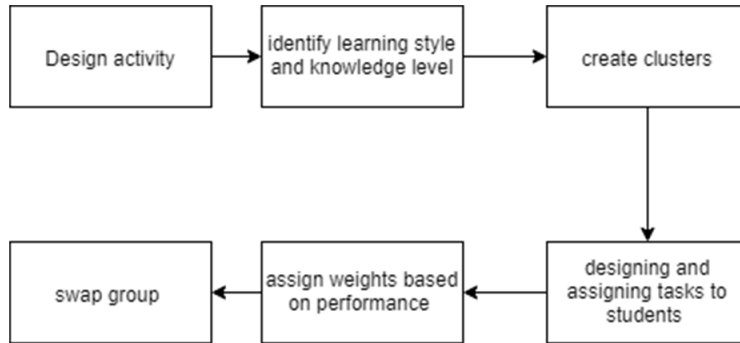 Design activity
identify learning style
and knowledge level
create clusters
designing and
assigning tasks to
students
assign weights based
on performance
swap group